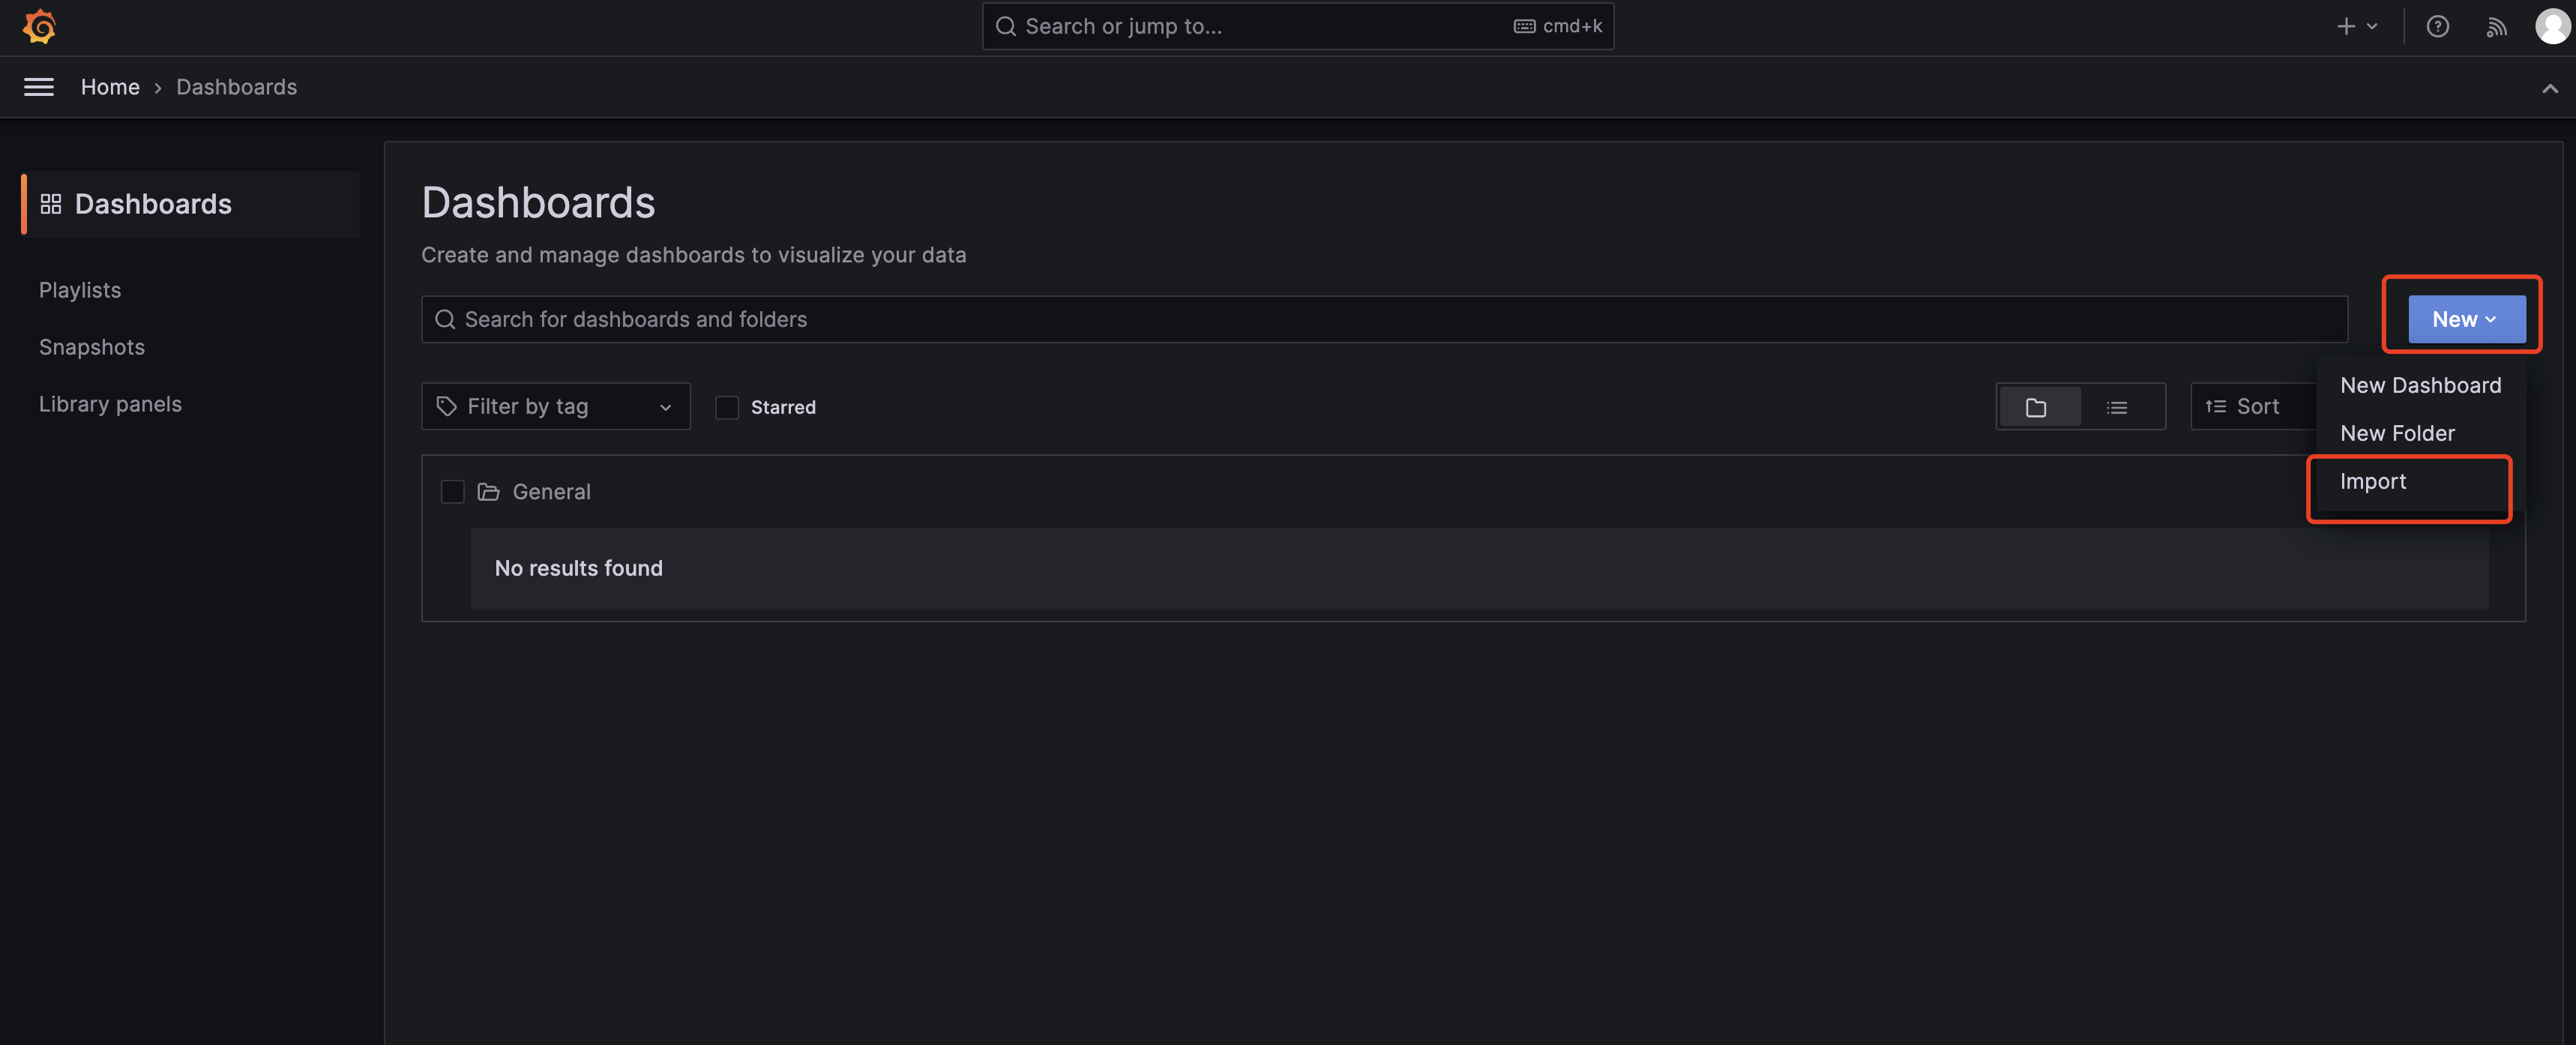 Search or jump to...
cmd+k
Home › Dashboards
Dashboards
Playlists
Snapshots
Library panels
Dashboards
Create and manage dashboards to visualize your data
Search for dashboards and folders
New
New Dashboard
New Folder
Import
Filter by tag
Starred
Sort
General
No results found